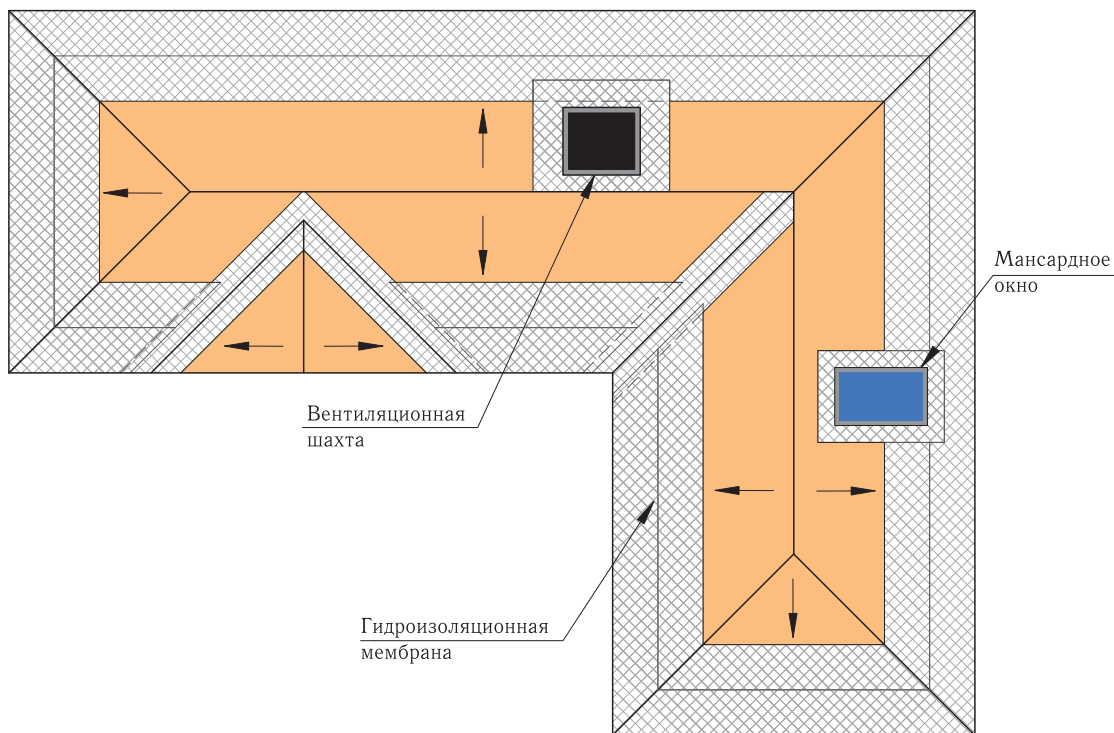 Мансардное
окно
Вентиляционная
шахта
Гидроизоляционная
мембрана